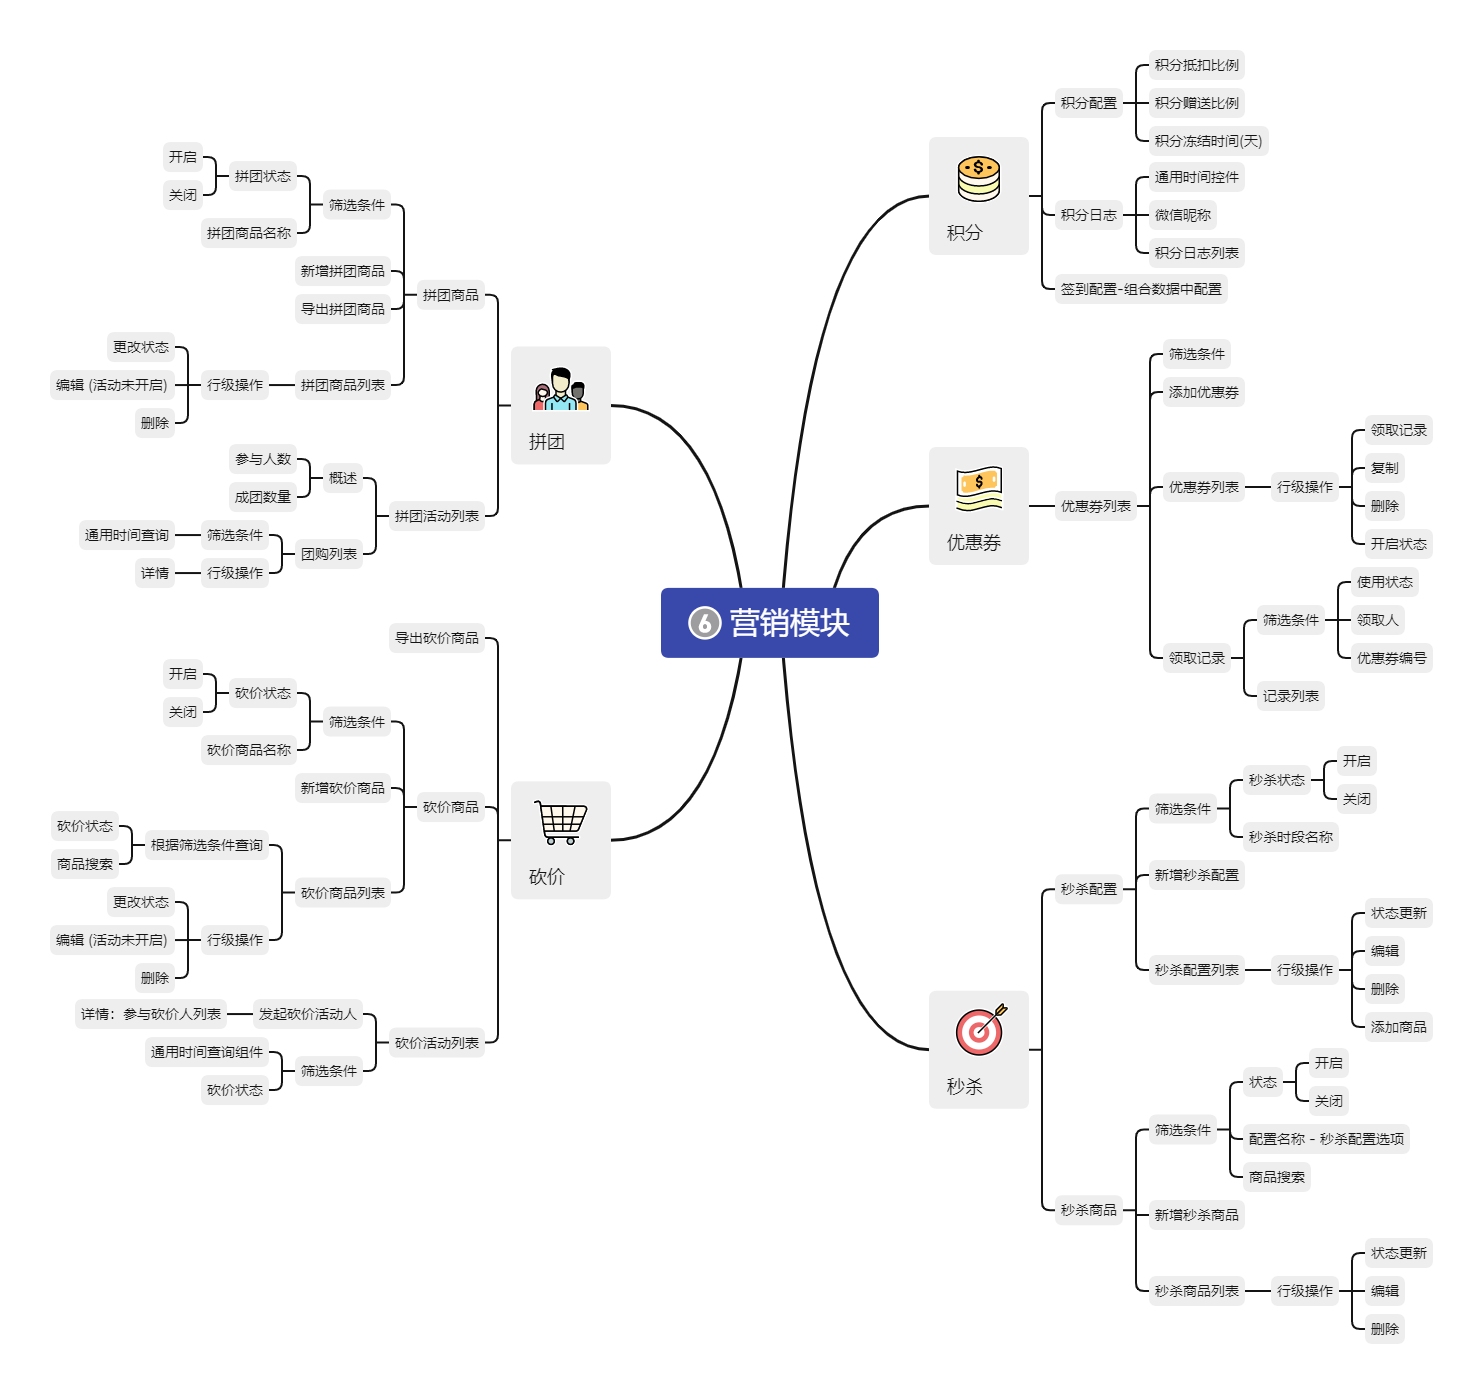 ⑥ 营销模块
积分
积分配置
积分抵扣比例
积分赠送比例
积分冻结时间(天)
积分日志
通用时间控件
微信昵称
积分日志列表
签到配置-组合数据中配置
优惠券
优惠券列表
筛选条件
添加优惠券
优惠券列表
行级操作
领取记录
复制
删除
开启状态
领取记录
筛选条件
使用状态
领取人
优惠券编号
记录列表
秒杀
秒杀配置
筛选条件
秒杀状态
开启
关闭
秒杀时段名称
新增秒杀配置
秒杀配置列表
行级操作
状态更新
编辑
删除
添加商品
秒杀商品
筛选条件
状态
开启
关闭
配置名称 - 秒杀配置选项
商品搜索
新增秒杀商品
秒杀商品列表
行级操作
状态更新
编辑
删除
拼团
拼团商品
筛选条件
拼团状态
开启
关闭
拼团商品名称
新增拼团商品
导出拼团商品
拼团商品列表
行级操作
更改状态
编辑 (活动未开启)
删除
拼团活动列表
概述
参与人数
成团数量
团购列表
筛选条件
通用时间查询
行级操作
详情
砍价
导出砍价商品
砍价商品
筛选条件
砍价状态
开启
关闭
砍价商品名称
新增砍价商品
砍价商品列表
根据筛选条件查询
砍价状态
商品搜索
行级操作
更改状态
编辑 (活动未开启)
删除
砍价活动列表
发起砍价活动人
详情：参与砍价人列表
筛选条件
通用时间查询组件
砍价状态